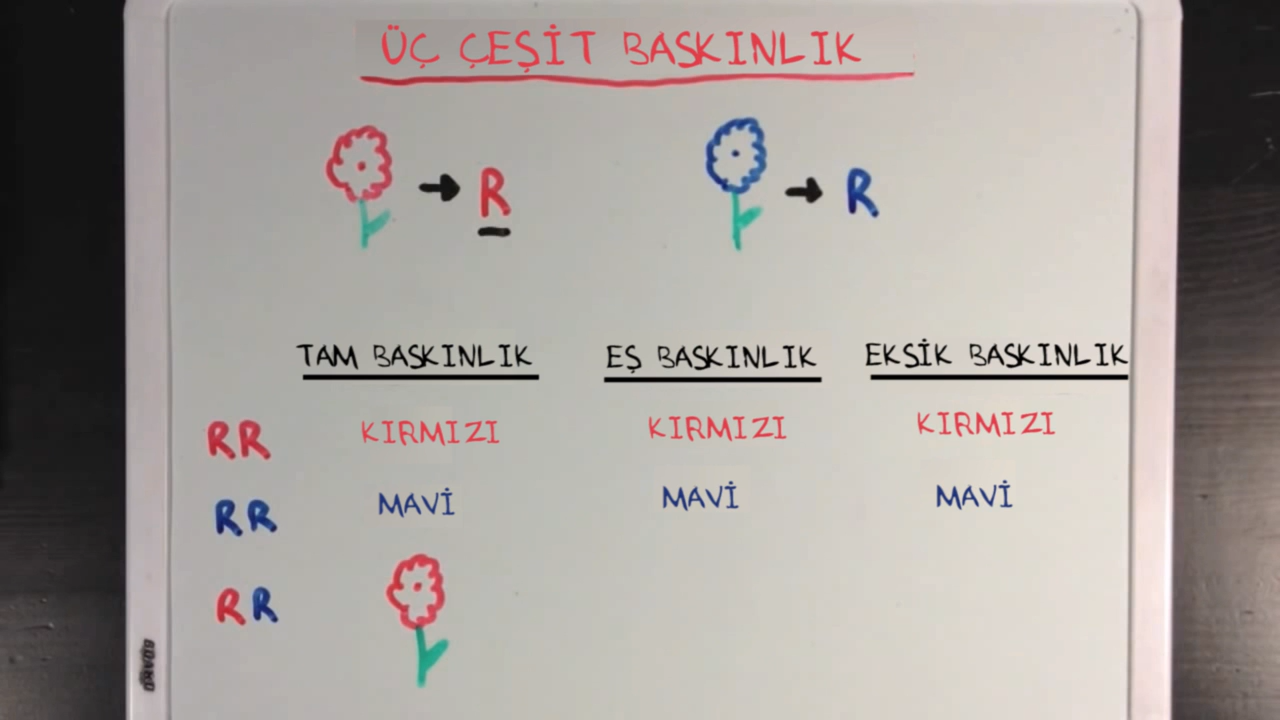 ÜÇ ÇEŞİT BASKINLIK
R R
TAM BASKINLIK EŞ BASKINLIK EKSİK BASKINLIK
RR KIRMIZI KIRMIZI KIRMIZI
RR MAVİ MAVİ MAVİ
RR